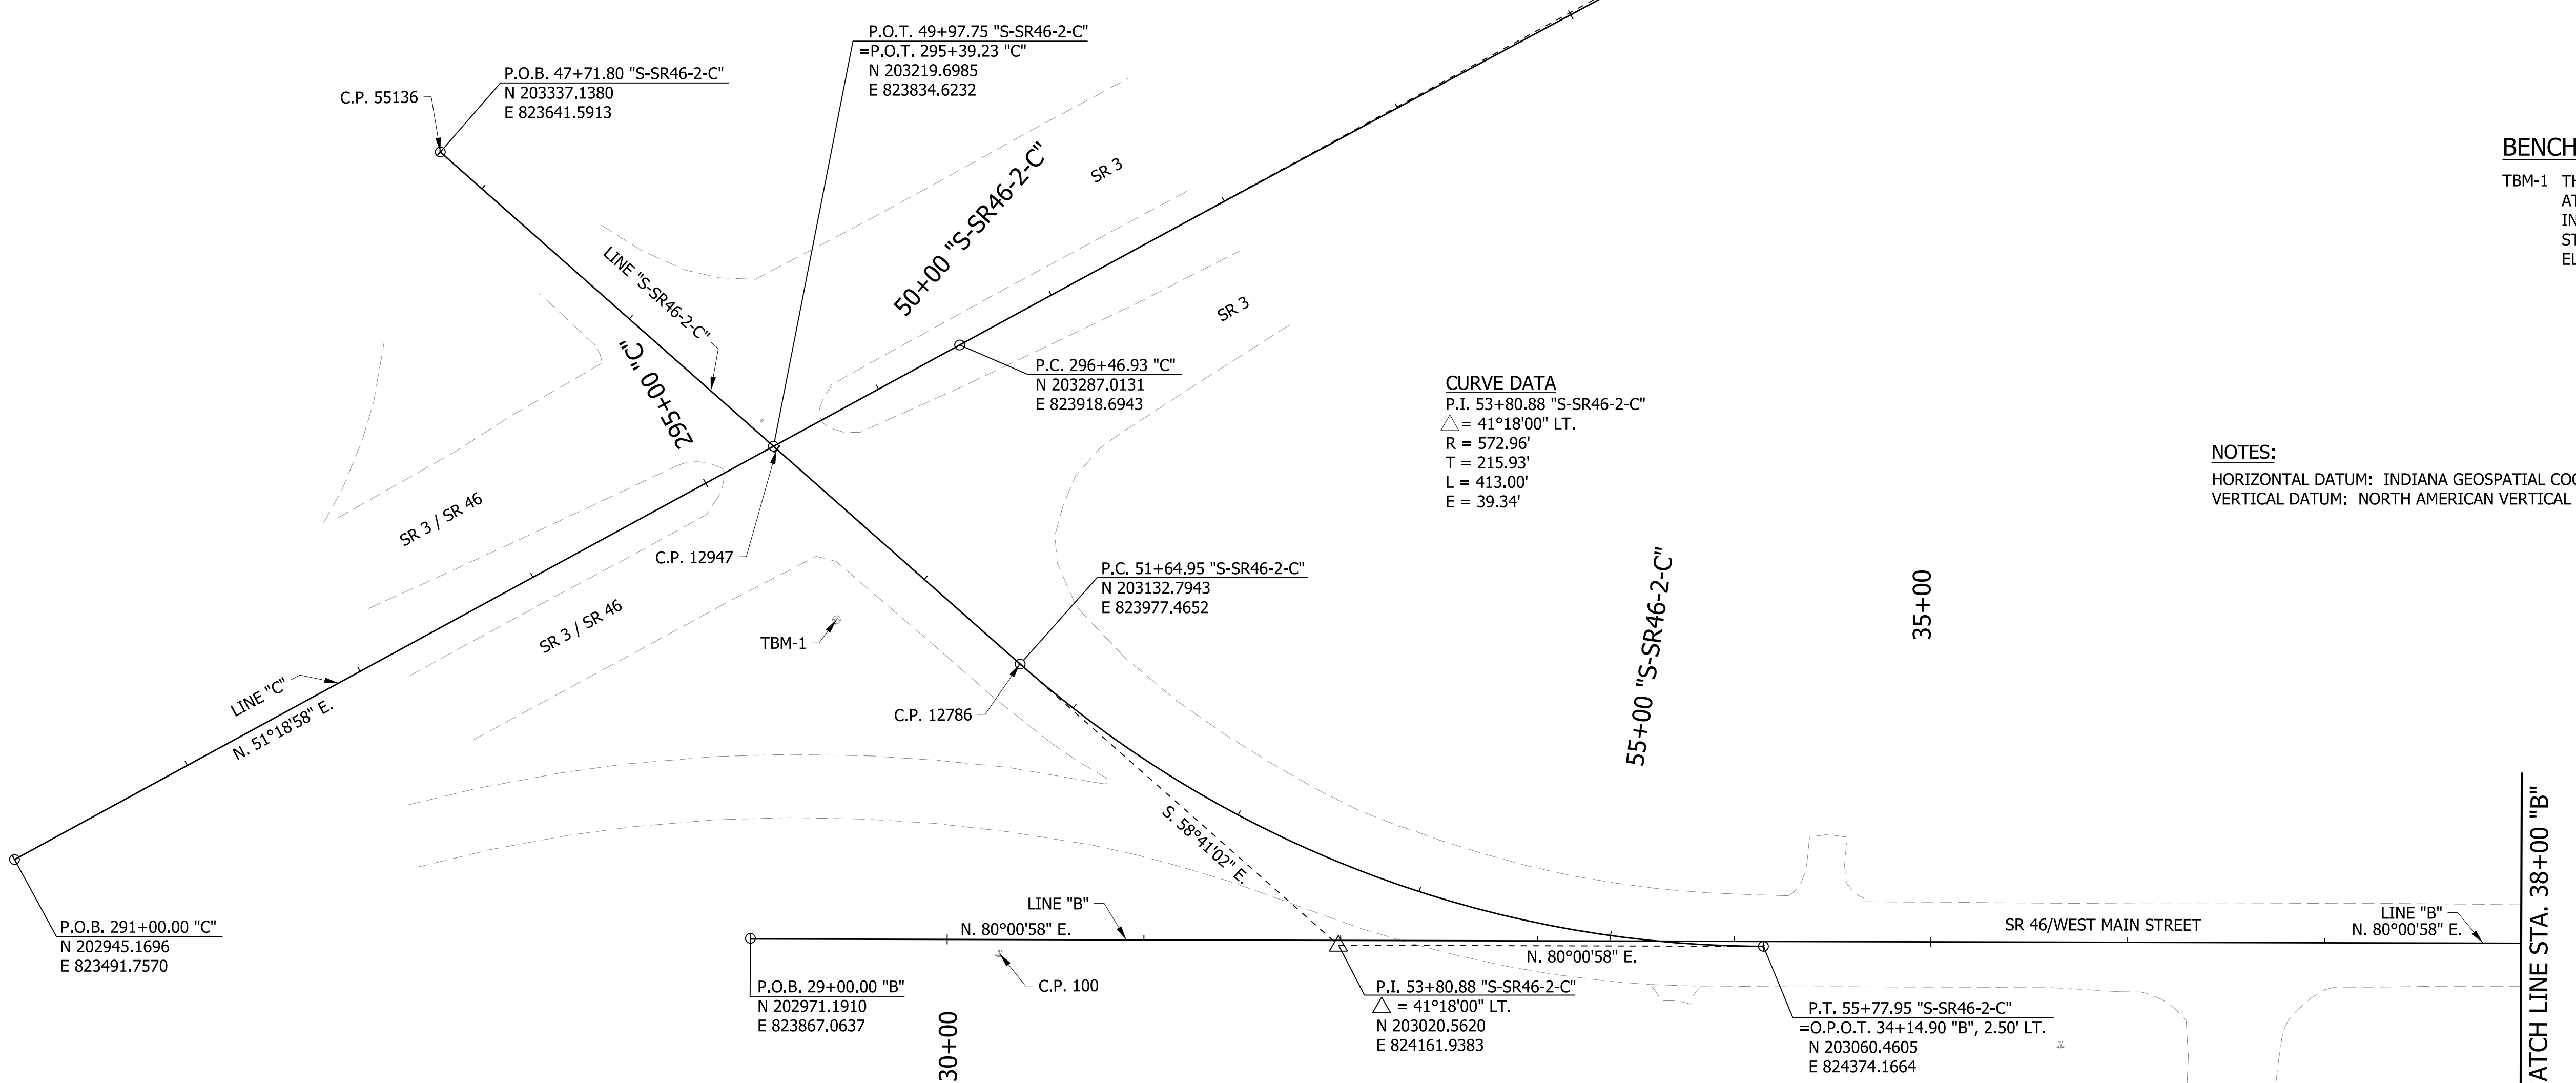 P.O.T. 49+97.75 "S-SR46-2-C"
=P.O.T. 295+39.23 "C"
N 203219.6985
E 823834.6232
P.O.B. 47+71.80 "S-SR46-2-C"
N 203337.1380
E 823641.5913
C.P. 55136
BENCH
TBM-1 TH
AT
IN
ST
EL
SR 3
50+00 "S-SR46-2-C"
LINE "S-SR46-2-C"
SR 3
295+00 "C"
P.C. 296+46.93 "C"
N 203287.0131
E 823918.6943
CURVE DATA
P.I. 53+80.88 "S-SR46-2-C"
△ = 41°18'00" LT.
R = 572.96'
T = 215.93'
L = 413.00'
E = 39.34'
NOTES:
HORIZONTAL DATUM: INDIANA GEOSPATIAL COO
VERTICAL DATUM: NORTH AMERICAN VERTICAL
SR 3 / SR 46
C.P. 12947
P.C. 51+64.95 "S-SR46-2-C"
N 203132.7943
E 823977.4652
55+00 "S-SR46-2-C"
35+00
SR 3 / SR 46
TBM-1
LINE "C"
N. 51°18'58" E.
C.P. 12786
S. 58°41'02" E.
ATCH LINE STA. 38+00 "B"
P.O.B. 291+00.00 "C"
N 202945.1696
E 823491.7570
LINE "B"
N. 80°00'58" E.
SR 46/WEST MAIN STREET
LINE "B"
N. 80°00'58" E.
N. 80°00'58" E.
P.O.B. 29+00.00 "B"
N 202971.1910
E 823867.0637
C.P. 100
30+00
P.I. 53+80.88 "S-SR46-2-C"
△ = 41°18'00" LT.
N 203020.5620
E 824161.9383
P.T. 55+77.95 "S-SR46-2-C"
=O.P.O.T. 34+14.90 "B", 2.50' LT.
N 203060.4605
E 824374.1664